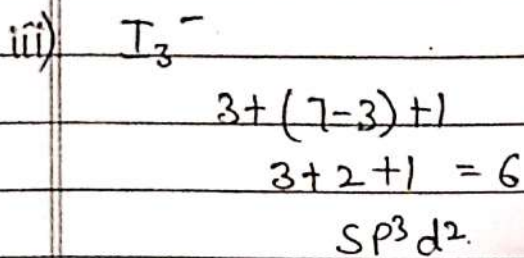 iii) I₃⁻
3+(7-3)+1
3+2+1 = 6
SP³d².